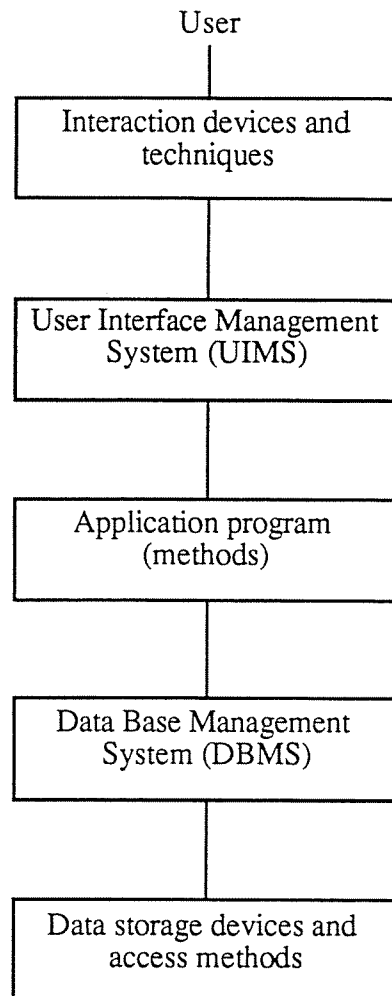 User
Interaction devices and
techniques
User Interface Management
System (UIMS)
Application program
(methods)
Data Base Management
System (DBMS)
Data storage devices and
access methods